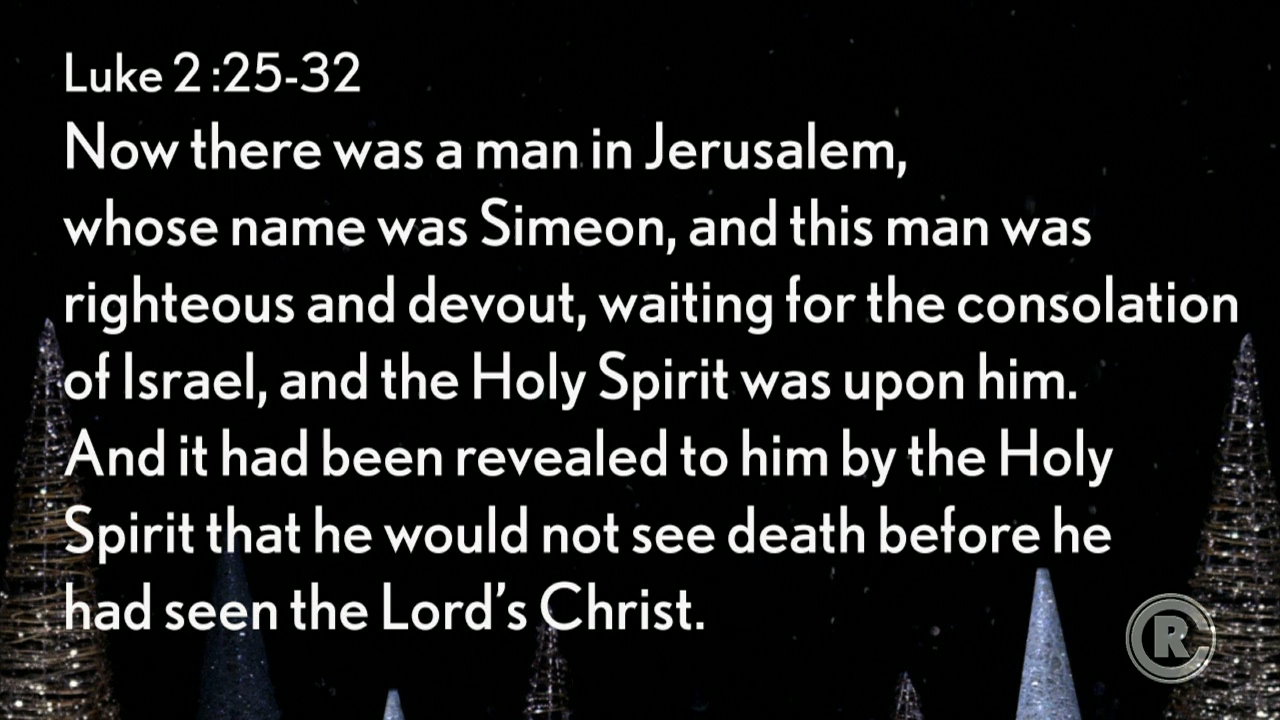 Luke 2 :25-32
Now there was a man in Jerusalem,
whose name was Simeon, and this man was
righteous and devout, waiting for the consolation
of Israel, and the Holy Spirit was upon him.
And it had been revealed to him by the Holy
Spirit that he would not see death before he
had seen the Lord’s Christ.
CR